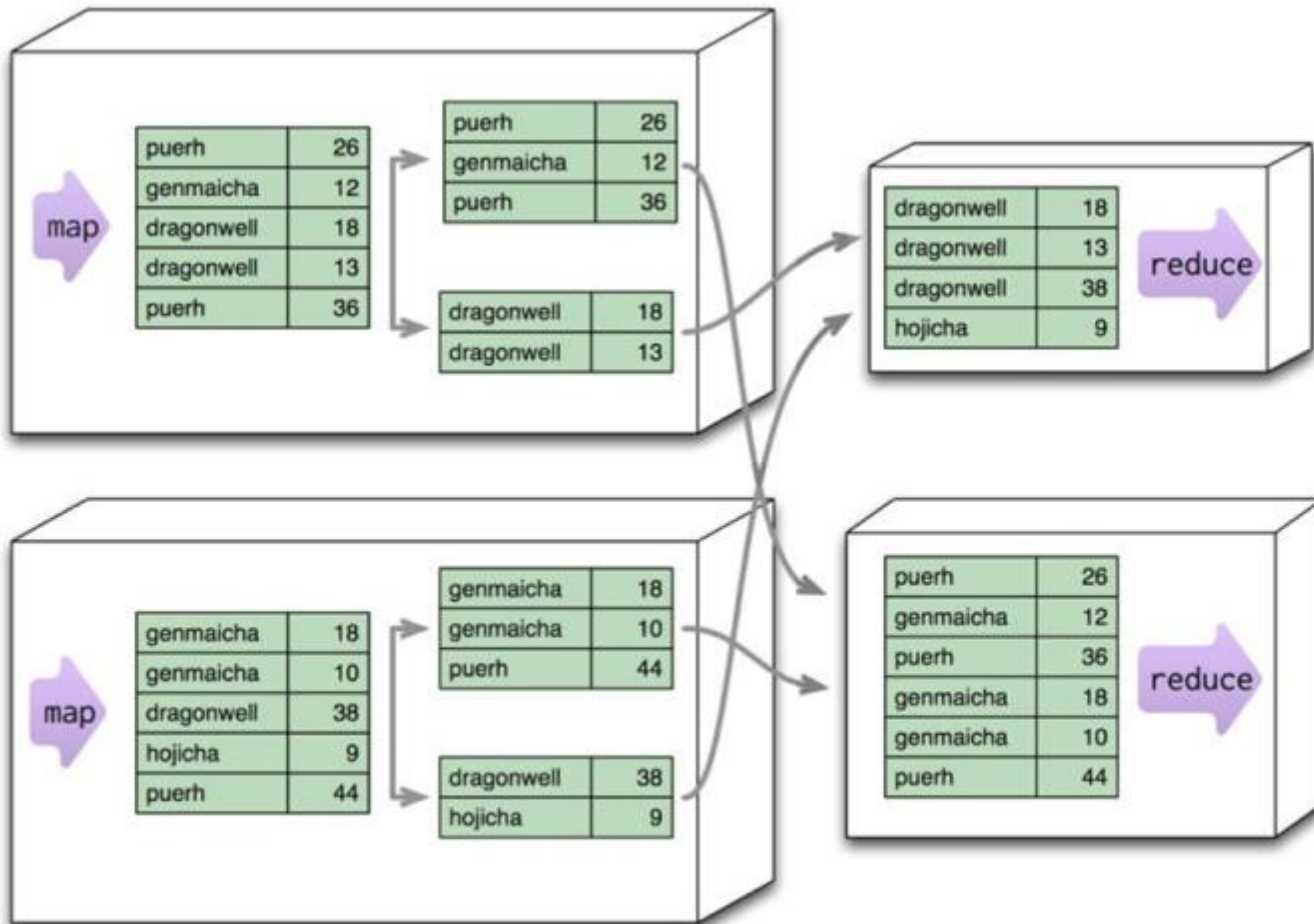 map
puerh 26
genmaicha 12
dragonwell 18
dragonwell 13
puerh 36
puerh 26
genmaicha 12
puerh 36
dragonwell 18
dragonwell 13
dragonwell 18
dragonwell 13
dragonwell 38
hojicha 9
reduce
map
genmaicha 18
genmaicha 10
dragonwell 38
hojicha 9
puerh 44
genmaicha 18
genmaicha 10
puerh 44
dragonwell 38
hojicha 9
puerh 26
genmaicha 12
puerh 36
genmaicha 18
genmaicha 10
puerh 44
reduce